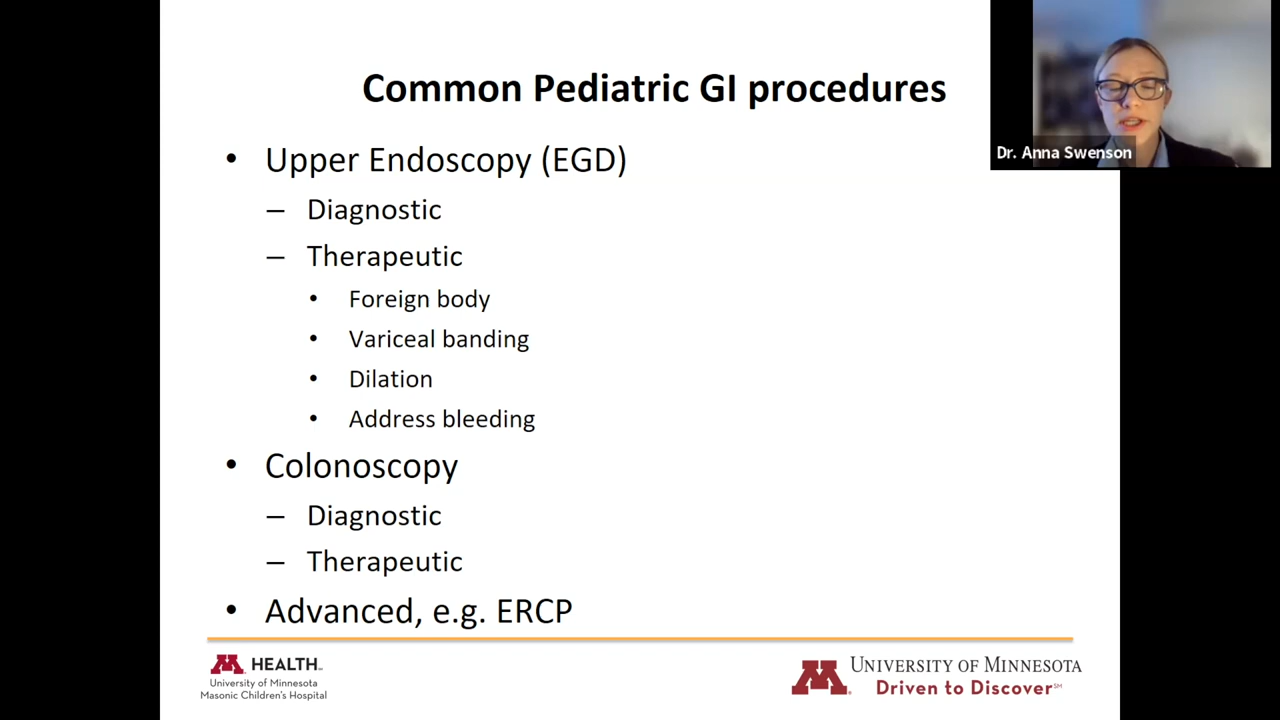 Common Pediatric GI procedures
• Upper Endoscopy (EGD)
– Diagnostic
– Therapeutic
• Foreign body
• Variceal banding
• Dilation
• Address bleeding
• Colonoscopy
– Diagnostic
– Therapeutic
• Advanced, e.g. ERCP
Dr. Anna Swenson
M HEALTH
University of Minnesota
Masonic Children's Hospital
M UNIVERSITY OF MINNESOTA
Driven to Discover℠